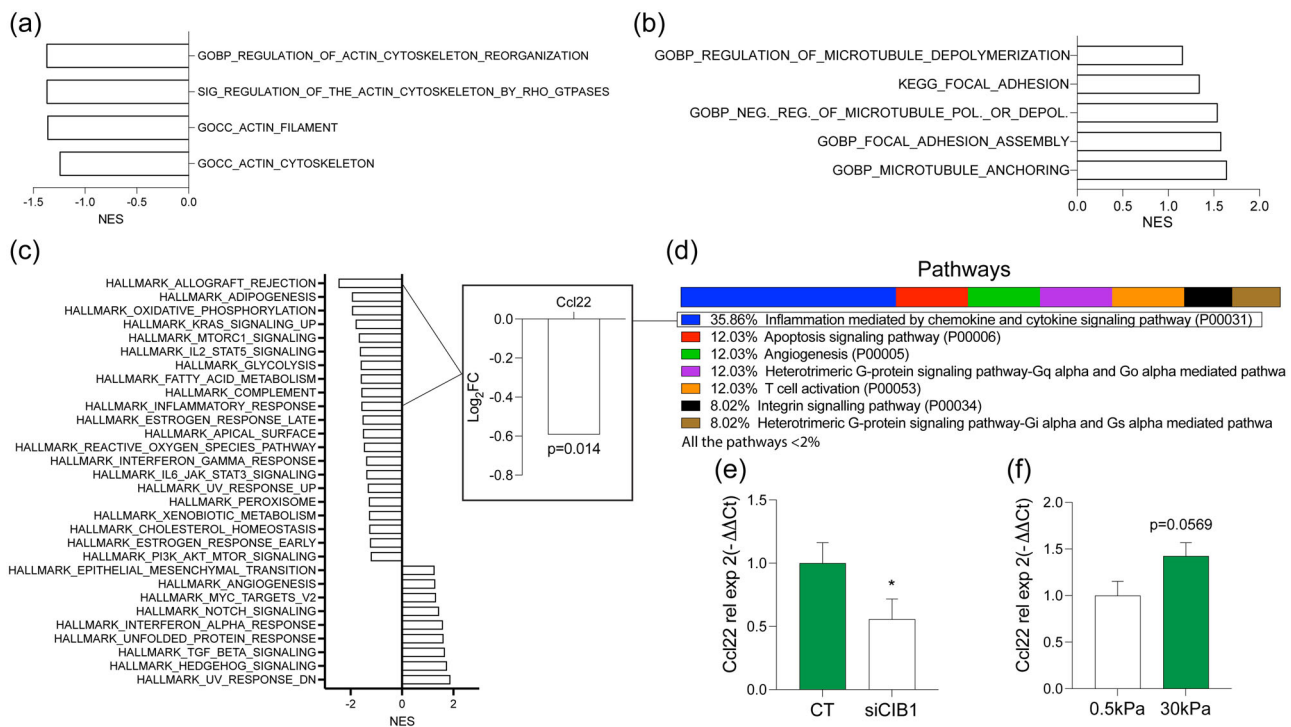 (a)
GOBP_REGULATION_OF_ACTIN_CYTOSKELETON_REORGANIZATION
SIG_REGULATION_OF_THE_ACTIN_CYTOSKELETON_BY_RHO_GTPASES
GOCC_ACTIN_FILAMENT
GOCC_ACTIN_CYTOSKELETON
-1.5 -1.0 -0.5 0.0
NES
(b)
GOBP_REGULATION_OF_MICROTUBULE_DEPOLYMERIZATION
KEGG_FOCAL_ADHESION
GOBP_NEG._REG._OF_MICROTUBULE_POL._OR_DEPOL.
GOBP_FOCAL_ADHESION_ASSEMBLY
GOBP_MICROTUBULE_ANCHORING
0.0 0.5 1.0 1.5 2.0
NES
(c)
HALLMARK_ALLOGRAFT_REJECTION
HALLMARK_ADIPOGENESIS
HALLMARK_OXIDATIVE_PHOSPHORYLATION
HALLMARK_KRAS_SIGNALING_UP
HALLMARK_MTORC1_SIGNALING
HALLMARK_IL2_STAT5_SIGNALING
HALLMARK_GLYCOLYSIS
HALLMARK_FATTY_ACID_METABOLISM
HALLMARK_COMPLEMENT
HALLMARK_INFLAMMATORY_RESPONSE
HALLMARK_ESTROGEN_RESPONSE_LATE
HALLMARK_APICAL_SURFACE
HALLMARK_REACTIVE_OXYGEN_SPECIES_PATHWAY
HALLMARK_INTERFERON_GAMMA_RESPONSE
HALLMARK_IL6_JAK_STAT3_SIGNALING
HALLMARK_UV_RESPONSE_UP
HALLMARK_PEROXISOME
HALLMARK_XENOBIOTIC_METABOLISM
HALLMARK_CHOLESTEROL_HOMEOSTASIS
HALLMARK_ESTROGEN_RESPONSE_EARLY
HALLMARK_PI3K_AKT_MTOR_SIGNALING
HALLMARK_EPITHELIAL_MESENCHYMAL_TRANSITION
HALLMARK_ANGIOGENESIS
HALLMARK_MYC_TARGETS_V2
HALLMARK_NOTCH_SIGNALING
HALLMARK_INTERFERON_ALPHA_RESPONSE
HALLMARK_UNFOLDED_PROTEIN_RESPONSE
HALLMARK_TGF_BETA_SIGNALING
HALLMARK_HEDGEHOG_SIGNALING
HALLMARK_UV_RESPONSE_DN
-2 0 2
NES
Ccl22
0.0
-0.2
-0.4
-0.6
-0.8
Log2FC
p=0.014
(d)
Pathways
35.86% Inflammation mediated by chemokine and cytokine signaling pathway (P00031)
12.03% Apoptosis signaling pathway (P00006)
12.03% Angiogenesis (P00005)
12.03% Heterotrimeric G-protein signaling pathway-Gq alpha and Go alpha mediated pathwa
12.03% T cell activation (P00053)
8.02% Integrin signalling pathway (P00034)
8.02% Heterotrimeric G-protein signaling pathway-Gi alpha and Gs alpha mediated pathwa
All the pathways <2%
(e)
Ccl22 rel exp 2(- ΔΔCt)
1.5
1.0
0.5
0.0
*
CT siCIB1
(f)
Ccl22 rel exp 2(- ΔΔCt)
2.0
1.5
1.0
0.5
0.0
p=0.0569
0.5kPa 30kPa